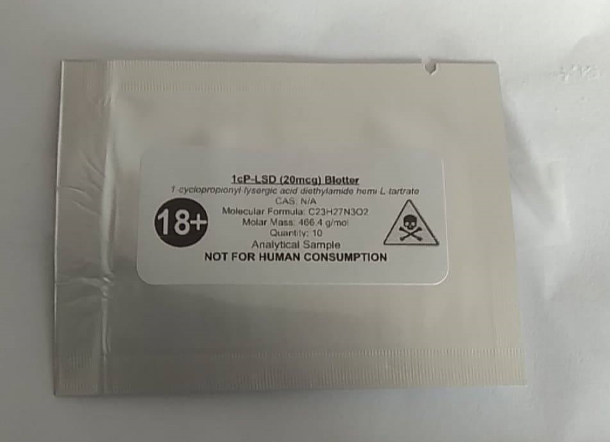 1cP-LSD (20mcg) Blotter
1-cyclopropionyl-lysergic acid diethylamide hemi-L-tartrate
CAS: N/A
Molecular Formula: C23H27N3O2
Molar Mass: 466.4 g/mol
Quantity: 10
Analytical Sample
NOT FOR HUMAN CONSUMPTION
18+